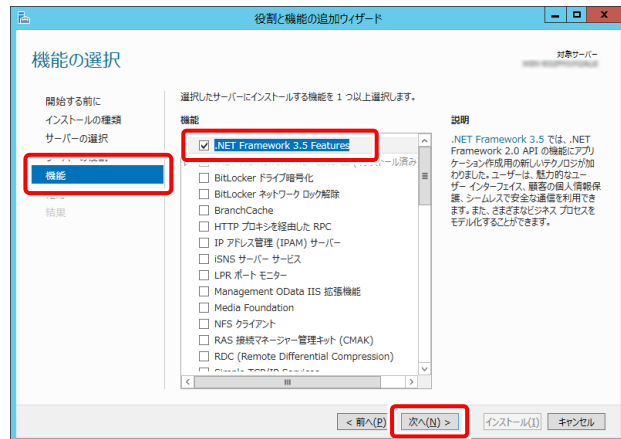 役割と機能の追加ウィザード
機能の選択
対象サーバー
開始する前に
インストールの種類
サーバーの選択
機能
結果
選択したサーバーにインストールする機能を 1 つ以上選択します。
機能
.NET Framework 3.5 Features
ール済み
BitLocker ドライブ暗号化
BitLocker ネットワーク ロック解除
BranchCache
HTTP プロキシを経由した RPC
IP アドレス管理 (IPAM) サーバー
iSNS サーバー サービス
LPR ポート モニター
Management OData IIS 拡張機能
Media Foundation
NFS クライアント
RAS 接続マネージャー管理キット (CMAK)
RDC (Remote Differential Compression)
Simple TCP/IP Services
説明
.NET Framework 3.5 では、.NET
Framework 2.0 API の機能にアプリ
ケーション作成用の新しいテクノロジが加
わりました。ユーザーは、魅力的なユー
ザー インターフェイス、顧客の個人情報保
護、シームレスで安全な通信を利用でき
ます。また、さまざまなビジネス プロセスを
モデル化することができます。
< 前へ(P)
次へ(N) >
インストール(I)
キャンセル